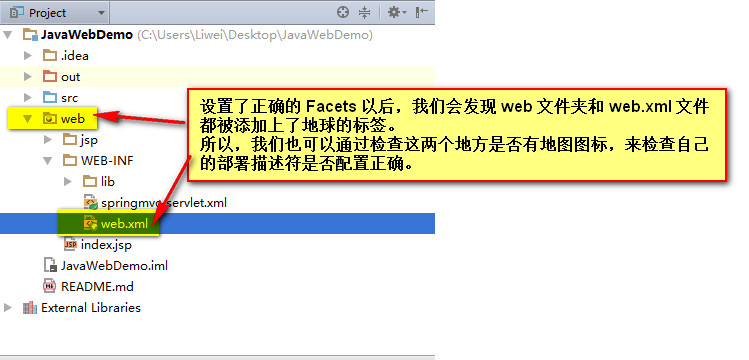 Project
JavaWebDemo (C:\Users\Liwei\Desktop\JavaWebDemo)
.idea
out
src
web
jsp
WEB-INF
lib
springmvc-servlet.xml
web.xml
index.jsp
JavaWebDemo.iml
README.md
External Libraries
设置了正确的 Facets 以后，我们会发现 web 文件夹和 web.xml 文件
都被添加上了地球的标签。
所以，我们也可以通过检查这两个地方是否有地图图标，来检查自己
的部署描述符是否配置正确。